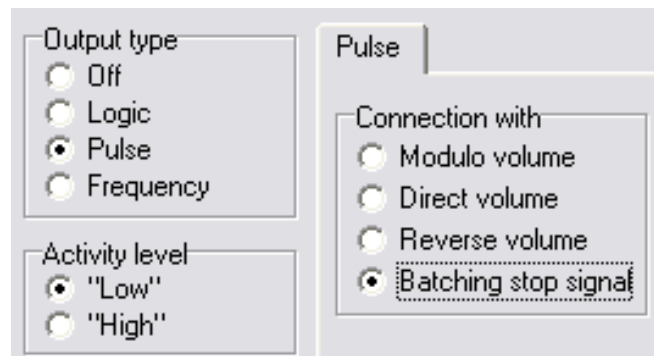 Output type
Off
Logic
Pulse
Frequency
Activity level
"Low"
"High"
Pulse
Connection with
Modulo volume
Direct volume
Reverse volume
Batching stop signal